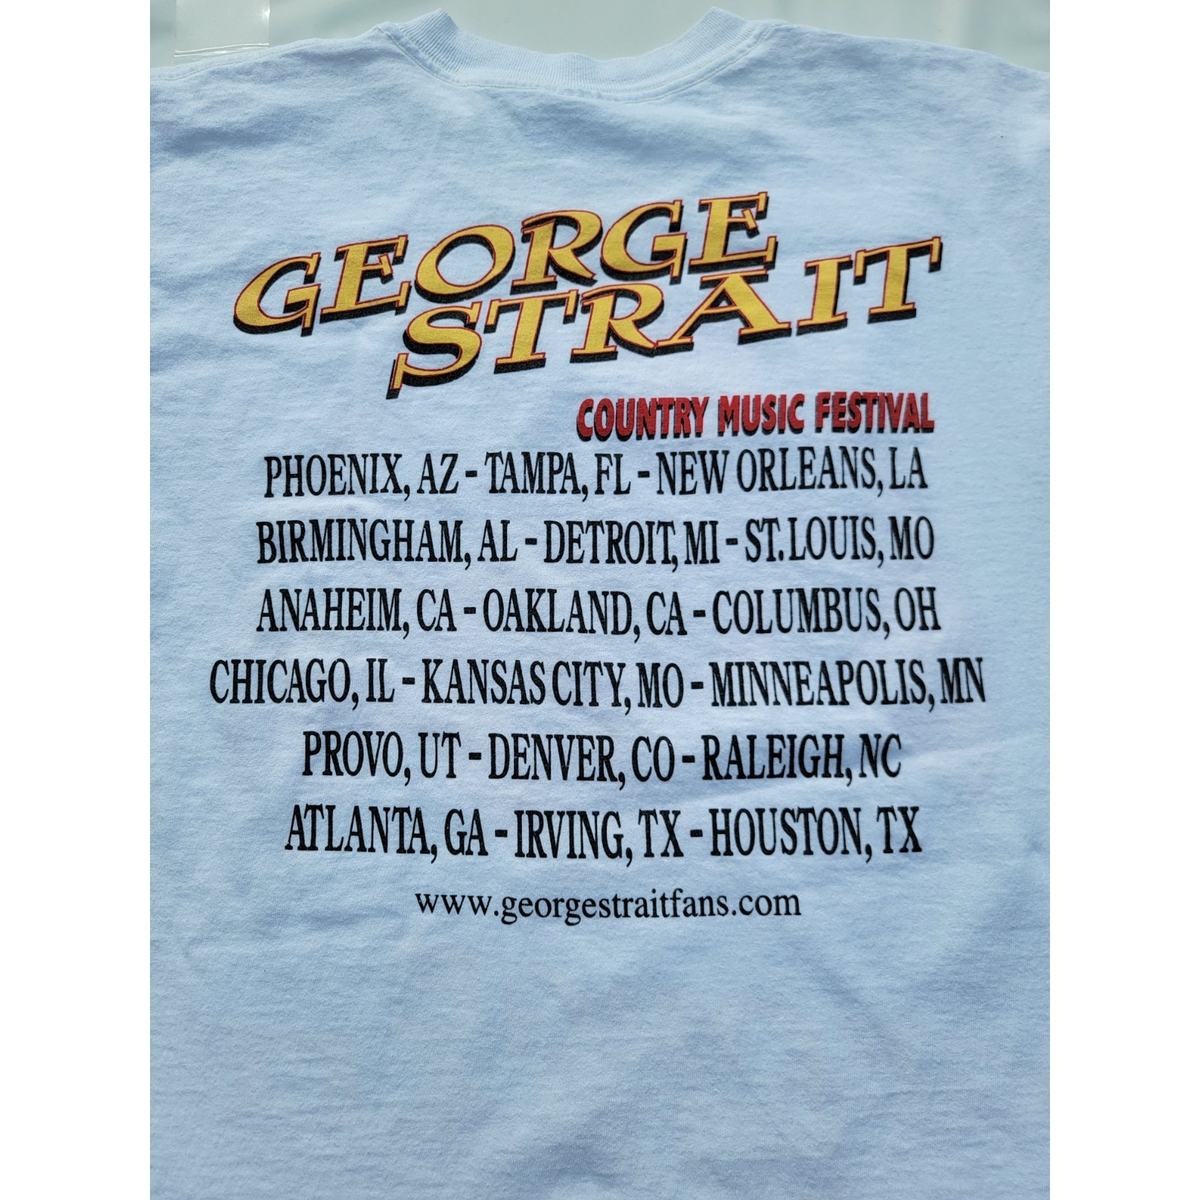 GEORGE
STRAIT
COUNTRY MUSIC FESTIVAL
PHOENIX, AZ - TAMPA, FL - NEW ORLEANS, LA
BIRMINGHAM, AL - DETROIT, MI - ST. LOUIS, MO
ANAHEIM, CA - OAKLAND, CA - COLUMBUS, OH
CHICAGO, IL - KANSAS CITY, MO - MINNEAPOLIS, MN
PROVO, UT - DENVER, CO - RALEIGH, NC
ATLANTA, GA - IRVING, TX - HOUSTON, TX
www.georgestraitfans.com